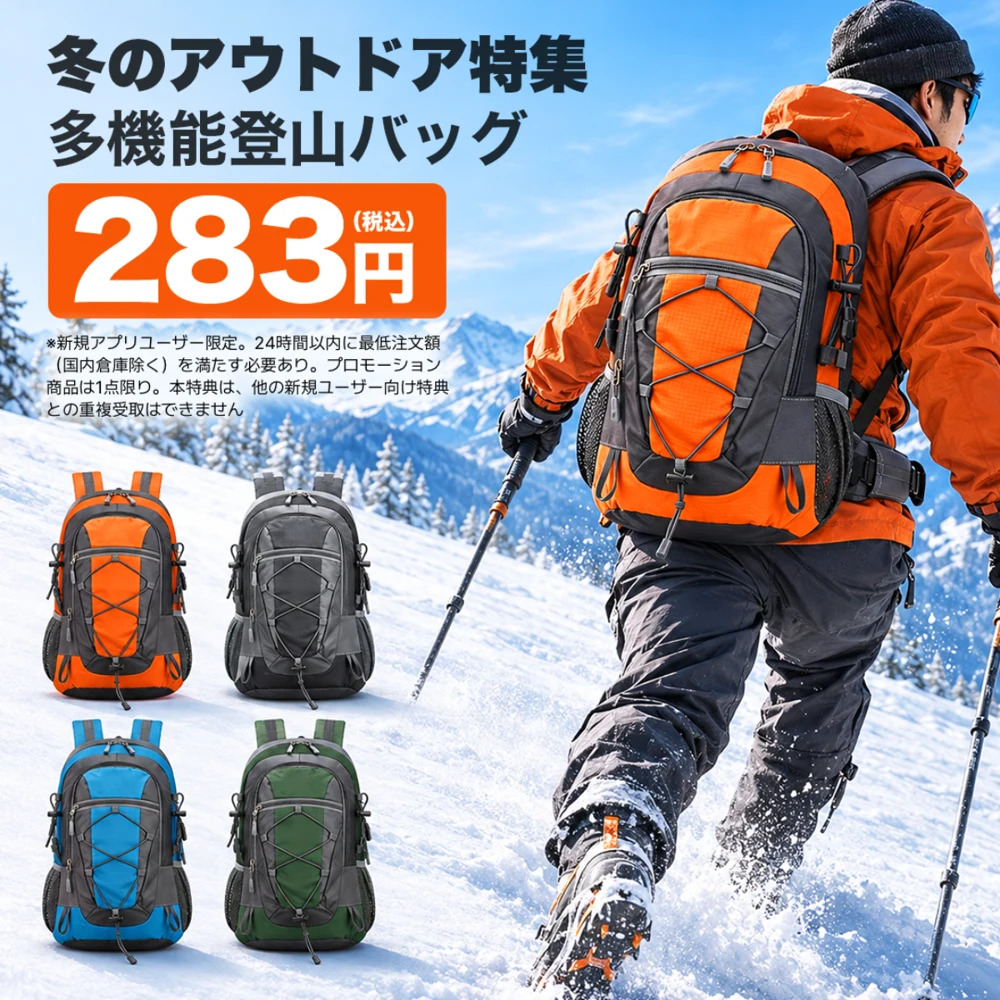 冬のアウトドア特集
多機能登山バッグ
283円(税込)
※新規アプリユーザー限定。24時間以内に最低注文額
(国内倉庫除く)を満たす必要あり。プロモーション
商品は1点限り。本特典は、他の新規ユーザー向け特典
との重複受取はできません